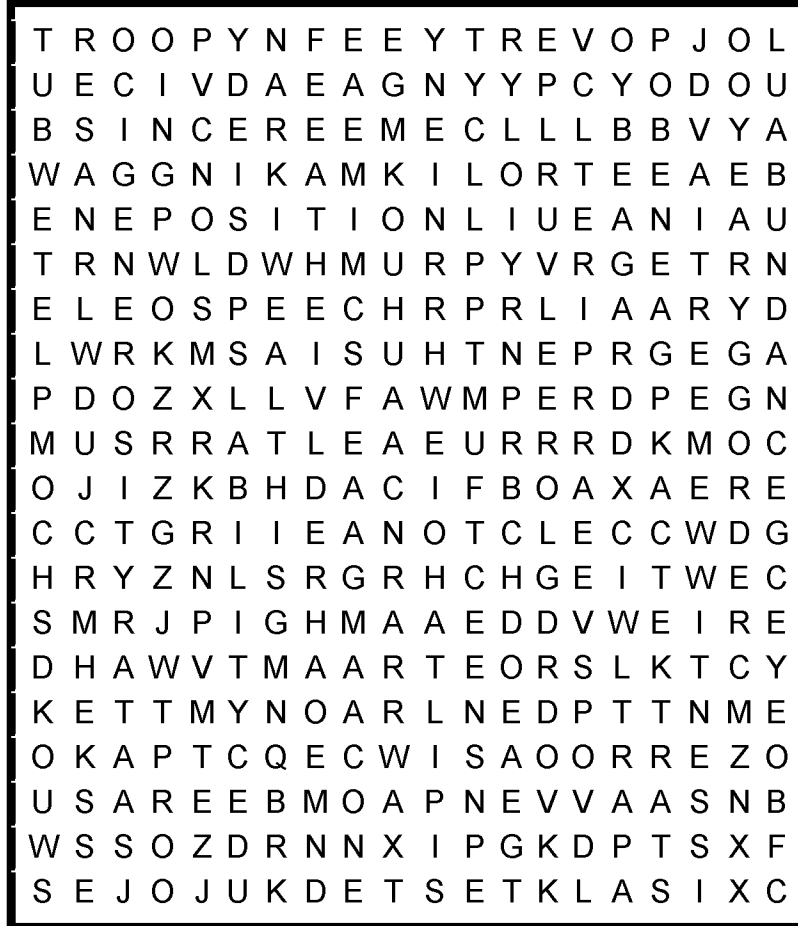 T R O O P Y N F E E Y T R E V O P J O L
U E C I V D A E A G N Y Y P C Y O D O U
B S I N C E R E E M E C L L L B B V Y A
W A G G N I K A M K I L O R T E E A E B
E N E P O S I T I O N L I U E A N I A U
T R N W L D W H M U R P Y V R G E T R N
E L E O S P E E C H R P R L I A A R Y D
L W R K M S A I S U H T N E P R G E G A
P D O Z X L L V F A W M P E R D P E G N
M U S R R A T L E A E U R R R D K M O C
O J I Z K B H D A C I F B O A X A E R E
C C T G R I I E A N O T C L E C C W D G
H R Y Z N L S R G R H C H G E I T W E C
S M R J P I G H M A A E D D V W E I R E
D H A W V T M A A R T E O R S L K T C Y
K E T T M Y N O A R L N E D P T T N M E
O K A P T C Q E C W I S A O O R R E Z O
U S A R E E B M O A P N E V V A A S N B
W S S O Z D R N N X I P G K D P T S X F
S E J O J U K D E T S E T K L A S I X C